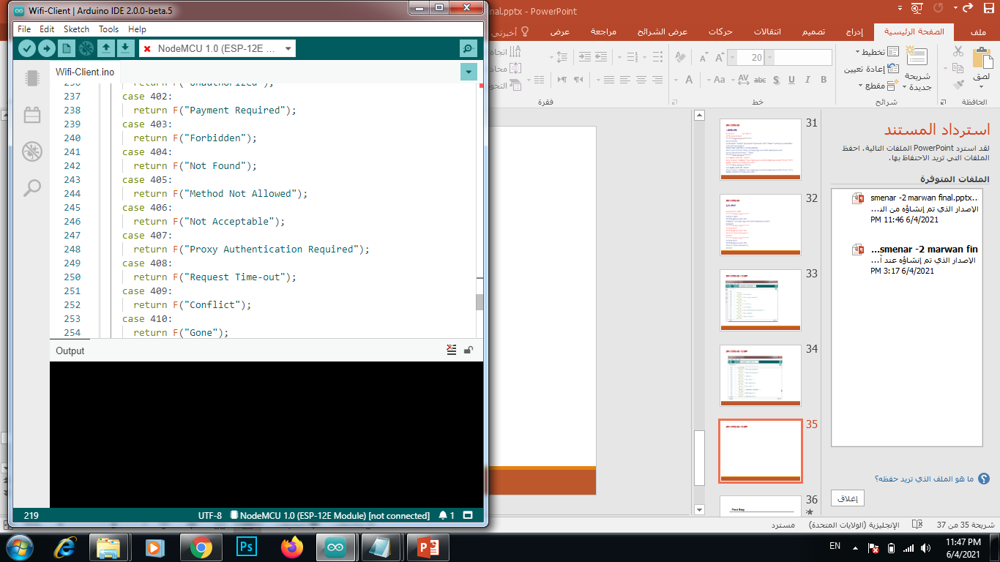 Wifi-Client | Arduino IDE 2.0.0-beta.5
File Edit Sketch Tools Help
NodeMCU 1.0 (ESP-12E ...
Wifi-Client.ino
237 case 402:
238 return F("Payment Required");
239 case 403:
240 return F("Forbidden");
241 case 404:
242 return F("Not Found");
243 case 405:
244 return F("Method Not Allowed");
245 case 406:
246 return F("Not Acceptable");
247 case 407:
248 return F("Proxy Authentication Required");
249 case 408:
250 return F("Request Time-out");
251 case 409:
252 return F("Conflict");
253 case 410:
254 return F("Gone");
Output
219 UTF-8 NodeMCU 1.0 (ESP-12E Module) [not connected] 1
nal.pptx - PowerPoint
ملف الصفحة الرئيسية إدراج تصميم انتقالات حركات عرض الشرائح مراجعة عرض أخبرني
لصق
الحافظة
شريحة جديدة
تخطيط
إعادة تعيين
مقطع
شرائح
20
B I U S abc AV Aa A
خط
اتجاه
فقرة
31
32
33
34
35
36
Next Step
استرداد المستند
لقد استرد PowerPoint الملفات التالية. احفظ
الملفات التي تريد الاحتفاظ بها.
الملفات المتوفرة
smenar -2 marwan final.pptx...
الإصدار الذي تم إنشاؤه من الن...
6/4/2021 11:46 PM
smenar -2 marwan fin...
الإصدار الذي تم إنشاؤه عند أ...
6/4/2021 3:17 PM
ما هو الملف الذي تريد حفظه؟
إغلاق
شريحة 35 من 37
الإنجليزية (الولايات المتحدة)
مسترد
EN
11:47 PM
6/4/2021